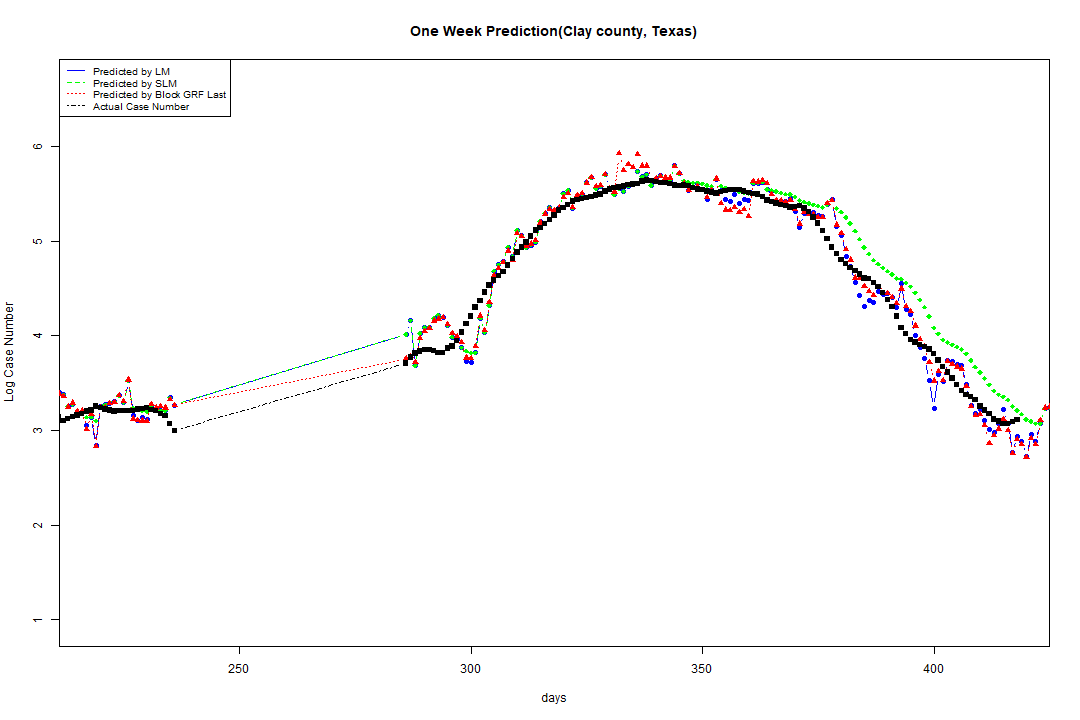 One Week Prediction(Clay county, Texas)
Predicted by LM
Predicted by SLM
Predicted by Block GRF Last
Actual Case Number
6
5
4
3
2
1
Log Case Number
250 300 350 400
days